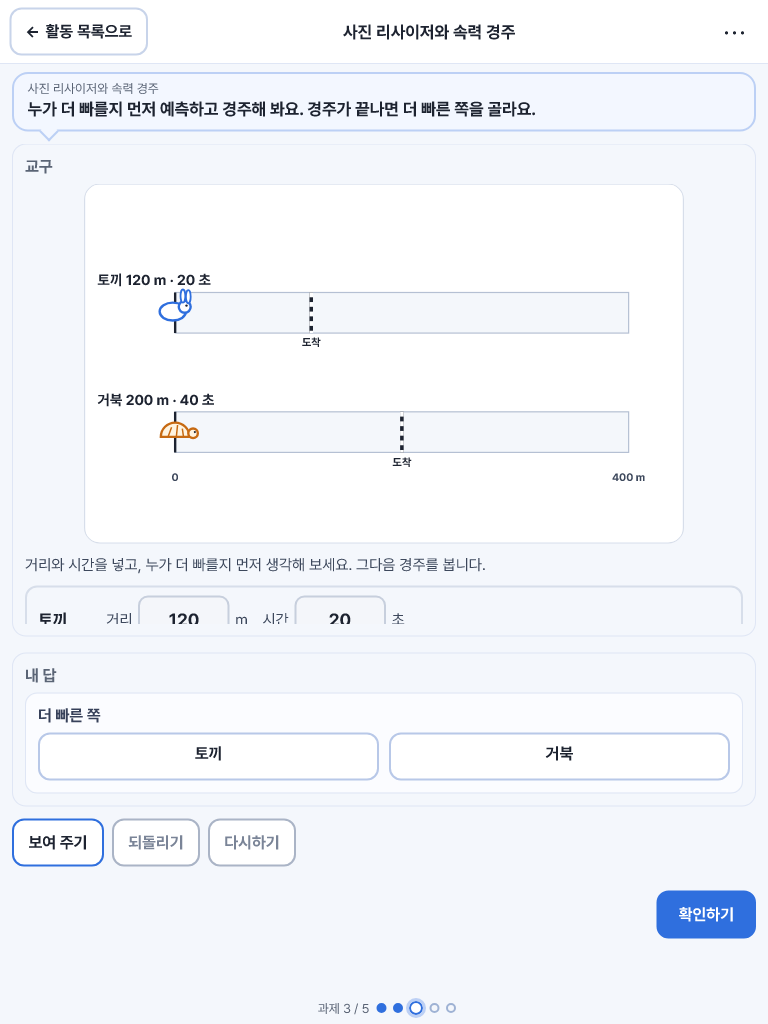 ← 활동 목록으로
사진 리사이저와 속력 경주
사진 리사이저와 속력 경주
누가 더 빠를지 먼저 예측하고 경주해 봐요. 경주가 끝나면 더 빠른 쪽을 골라요.
교구
토끼 120 m · 20 초
도착
거북 200 m · 40 초
도착
0 400 m
거리와 시간을 넣고, 누가 더 빠를지 먼저 생각해 보세요. 그다음 경주를 봅니다.
토끼 거리 120 m 시간 20 초
내 답
더 빠른 쪽
토끼 거북
보여 주기 되돌리기 다시하기
확인하기
과제 3 / 5